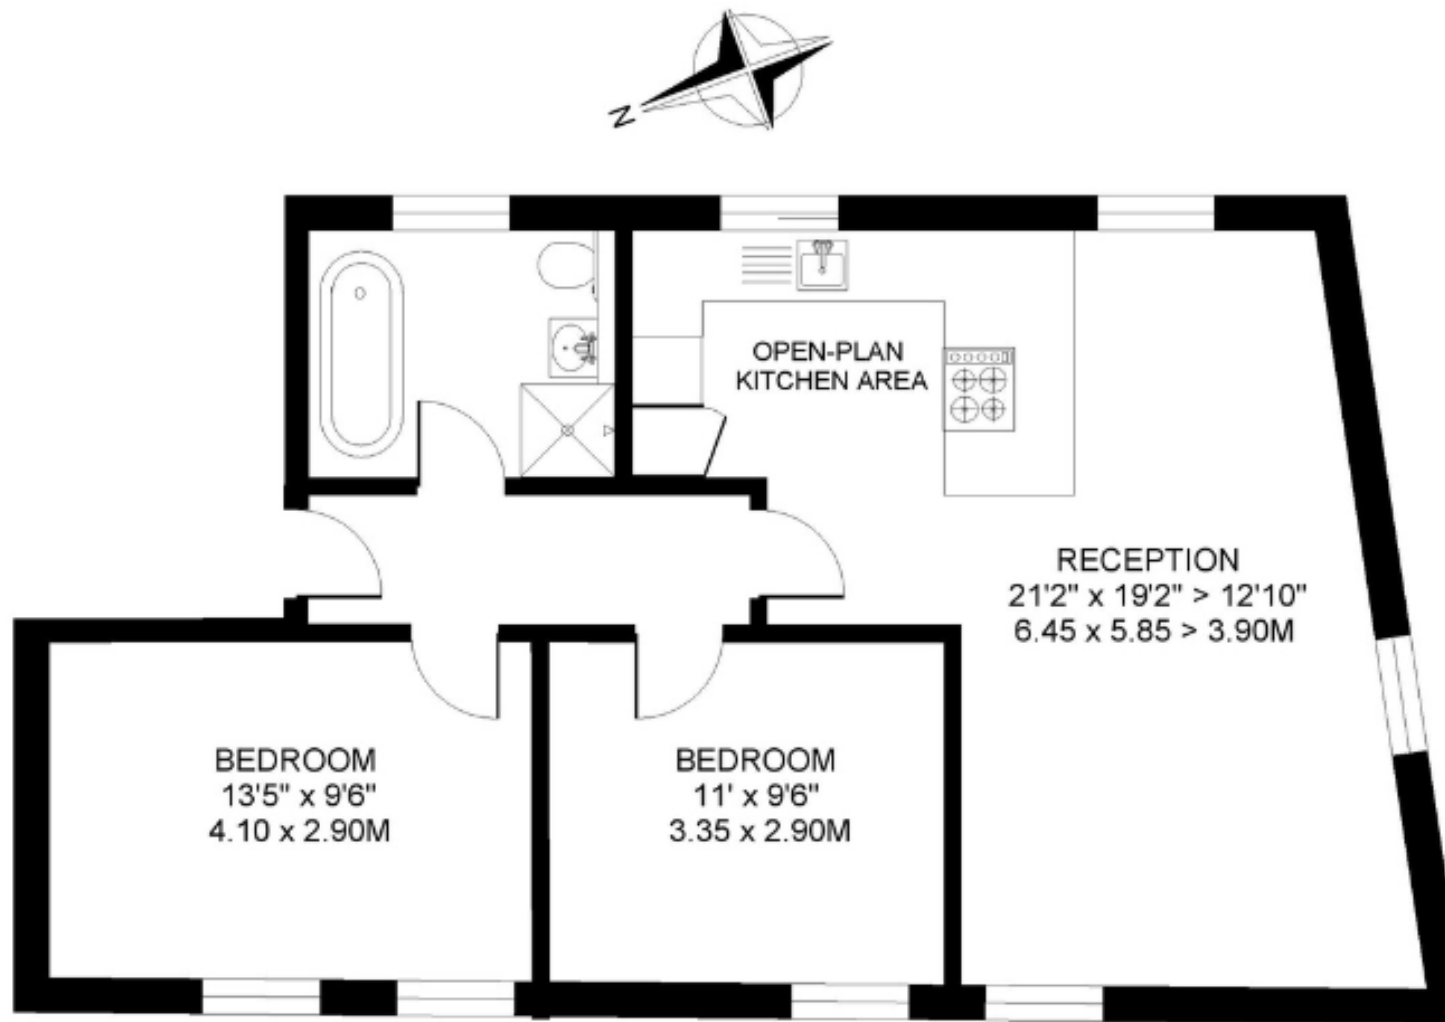 N
OPEN-PLAN
KITCHEN AREA
RECEPTION
21'2" x 19'2" > 12'10"
6.45 x 5.85 > 3.90M
BEDROOM
13'5" x 9'6"
4.10 x 2.90M
BEDROOM
11' x 9'6"
3.35 x 2.90M